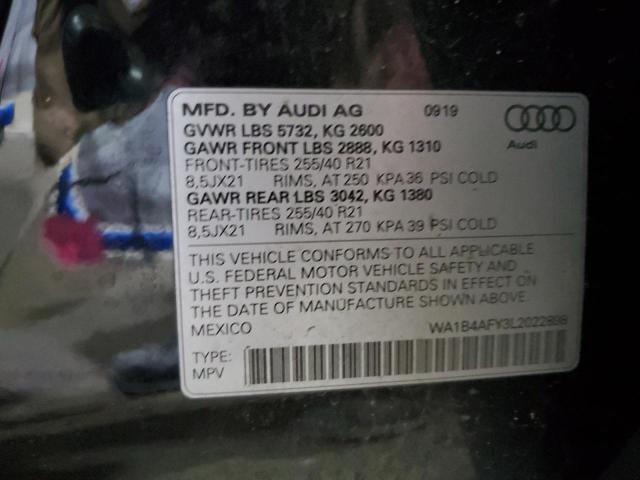 MFD. BY AUDI AG 0919
Audi
GVWR LBS 5732, KG 2600
GAWR FRONT LBS 2888, KG 1310
FRONT-TIRES 255/40 R21
8,5JX21 RIMS, AT 250 KPA 36 PSI COLD
GAWR REAR LBS 3042, KG 1380
REAR-TIRES 255/40 R21
8,5JX21 RIMS, AT 270 KPA 39 PSI COLD
THIS VEHICLE CONFORMS TO ALL APPLICABLE
U.S. FEDERAL MOTOR VEHICLE SAFETY AND
THEFT PREVENTION STANDARDS IN EFFECT ON
THE DATE OF MANUFACTURE SHOWN ABOVE.
MEXICO WA1B4AFY3L2022898
TYPE:
MPV